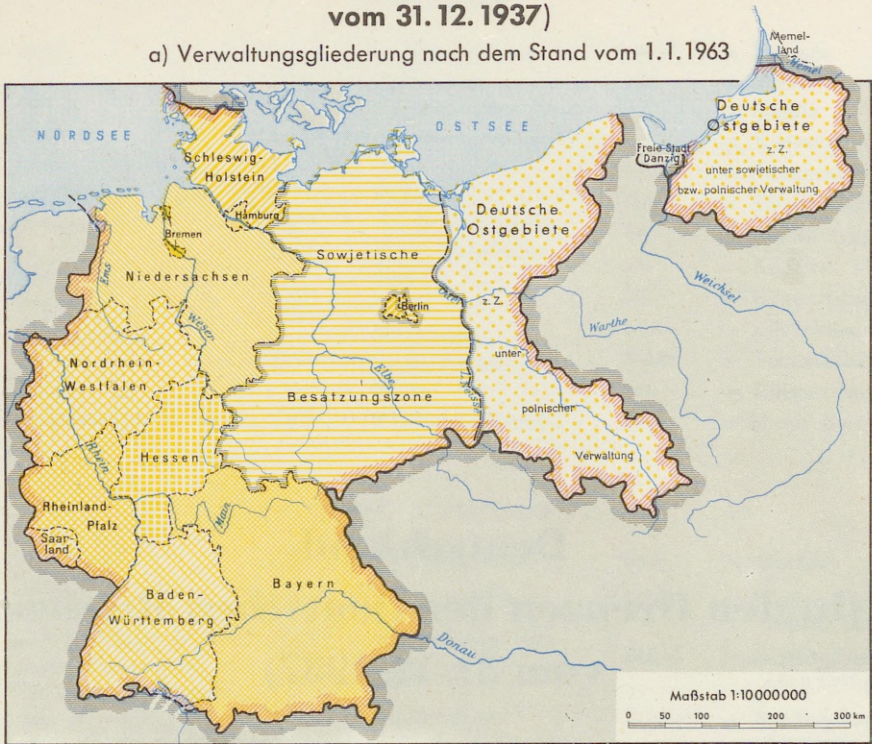 vom 31.12.1937)
a) Verwaltungsgliederung nach dem Stand vom 1.1.1963
Memel-
land
Memel
NORDSEE
OSTSEE
Deutsche
Ostgebiete
z. Z.
unter sowjetischer
bzw. polnischer Verwaltung
Freie Stadt
Danzig
Schleswig-
Holstein
Hamburg
Bremen
Deutsche
Ostgebiete
Sowjetische
Niedersachsen
Ems
Weser
Berlin
Oder
z. Z.
Weichsel
Warthe
unter
Nordrhein-
Westfalen
Elbe
Besatzungszone
polnischer
Verwaltung
Hessen
Rhein
Rheinland-
Pfalz
Main
Saar-
land
Baden-
Württemberg
Bayern
Donau
Maßstab 1:10000000
0 50 100 200 300 km